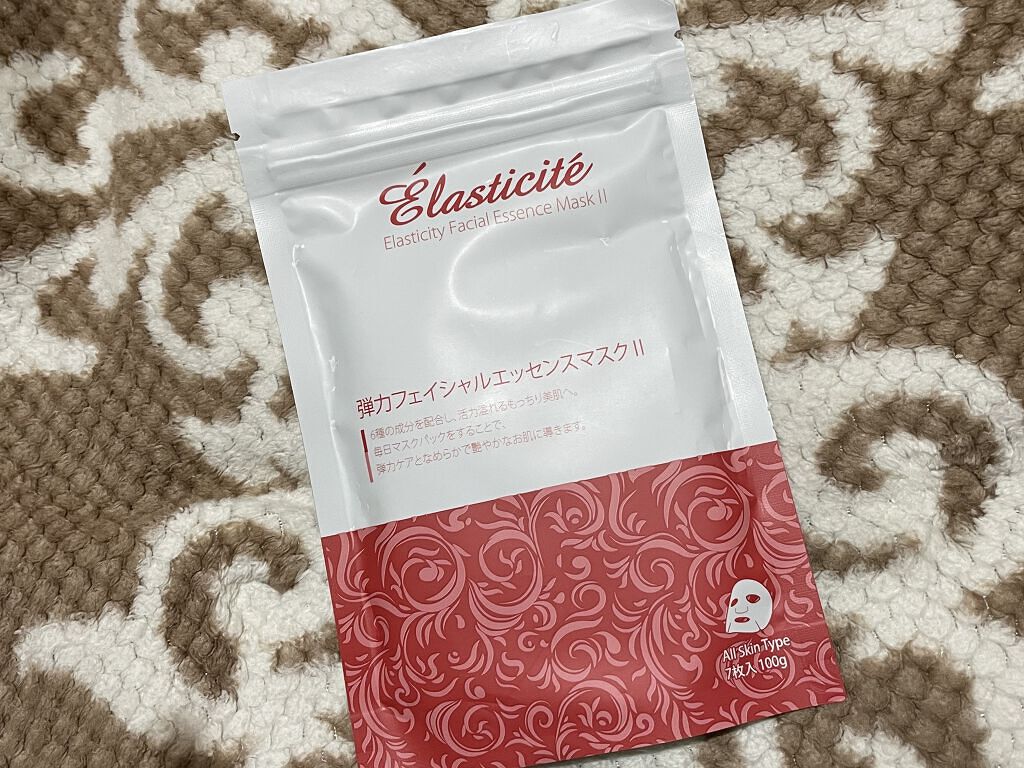 Élasticité
Elasticity Facial Essence Mask II
弾力フェイシャルエッセンスマスクII
6種の成分を配合し、活力溢れるもっちり美肌へ。
毎日マスクパックをすることで、
弾力ケアとなめらかで艶やかなお肌に導きます。
All Skin Type
7枚入 100g